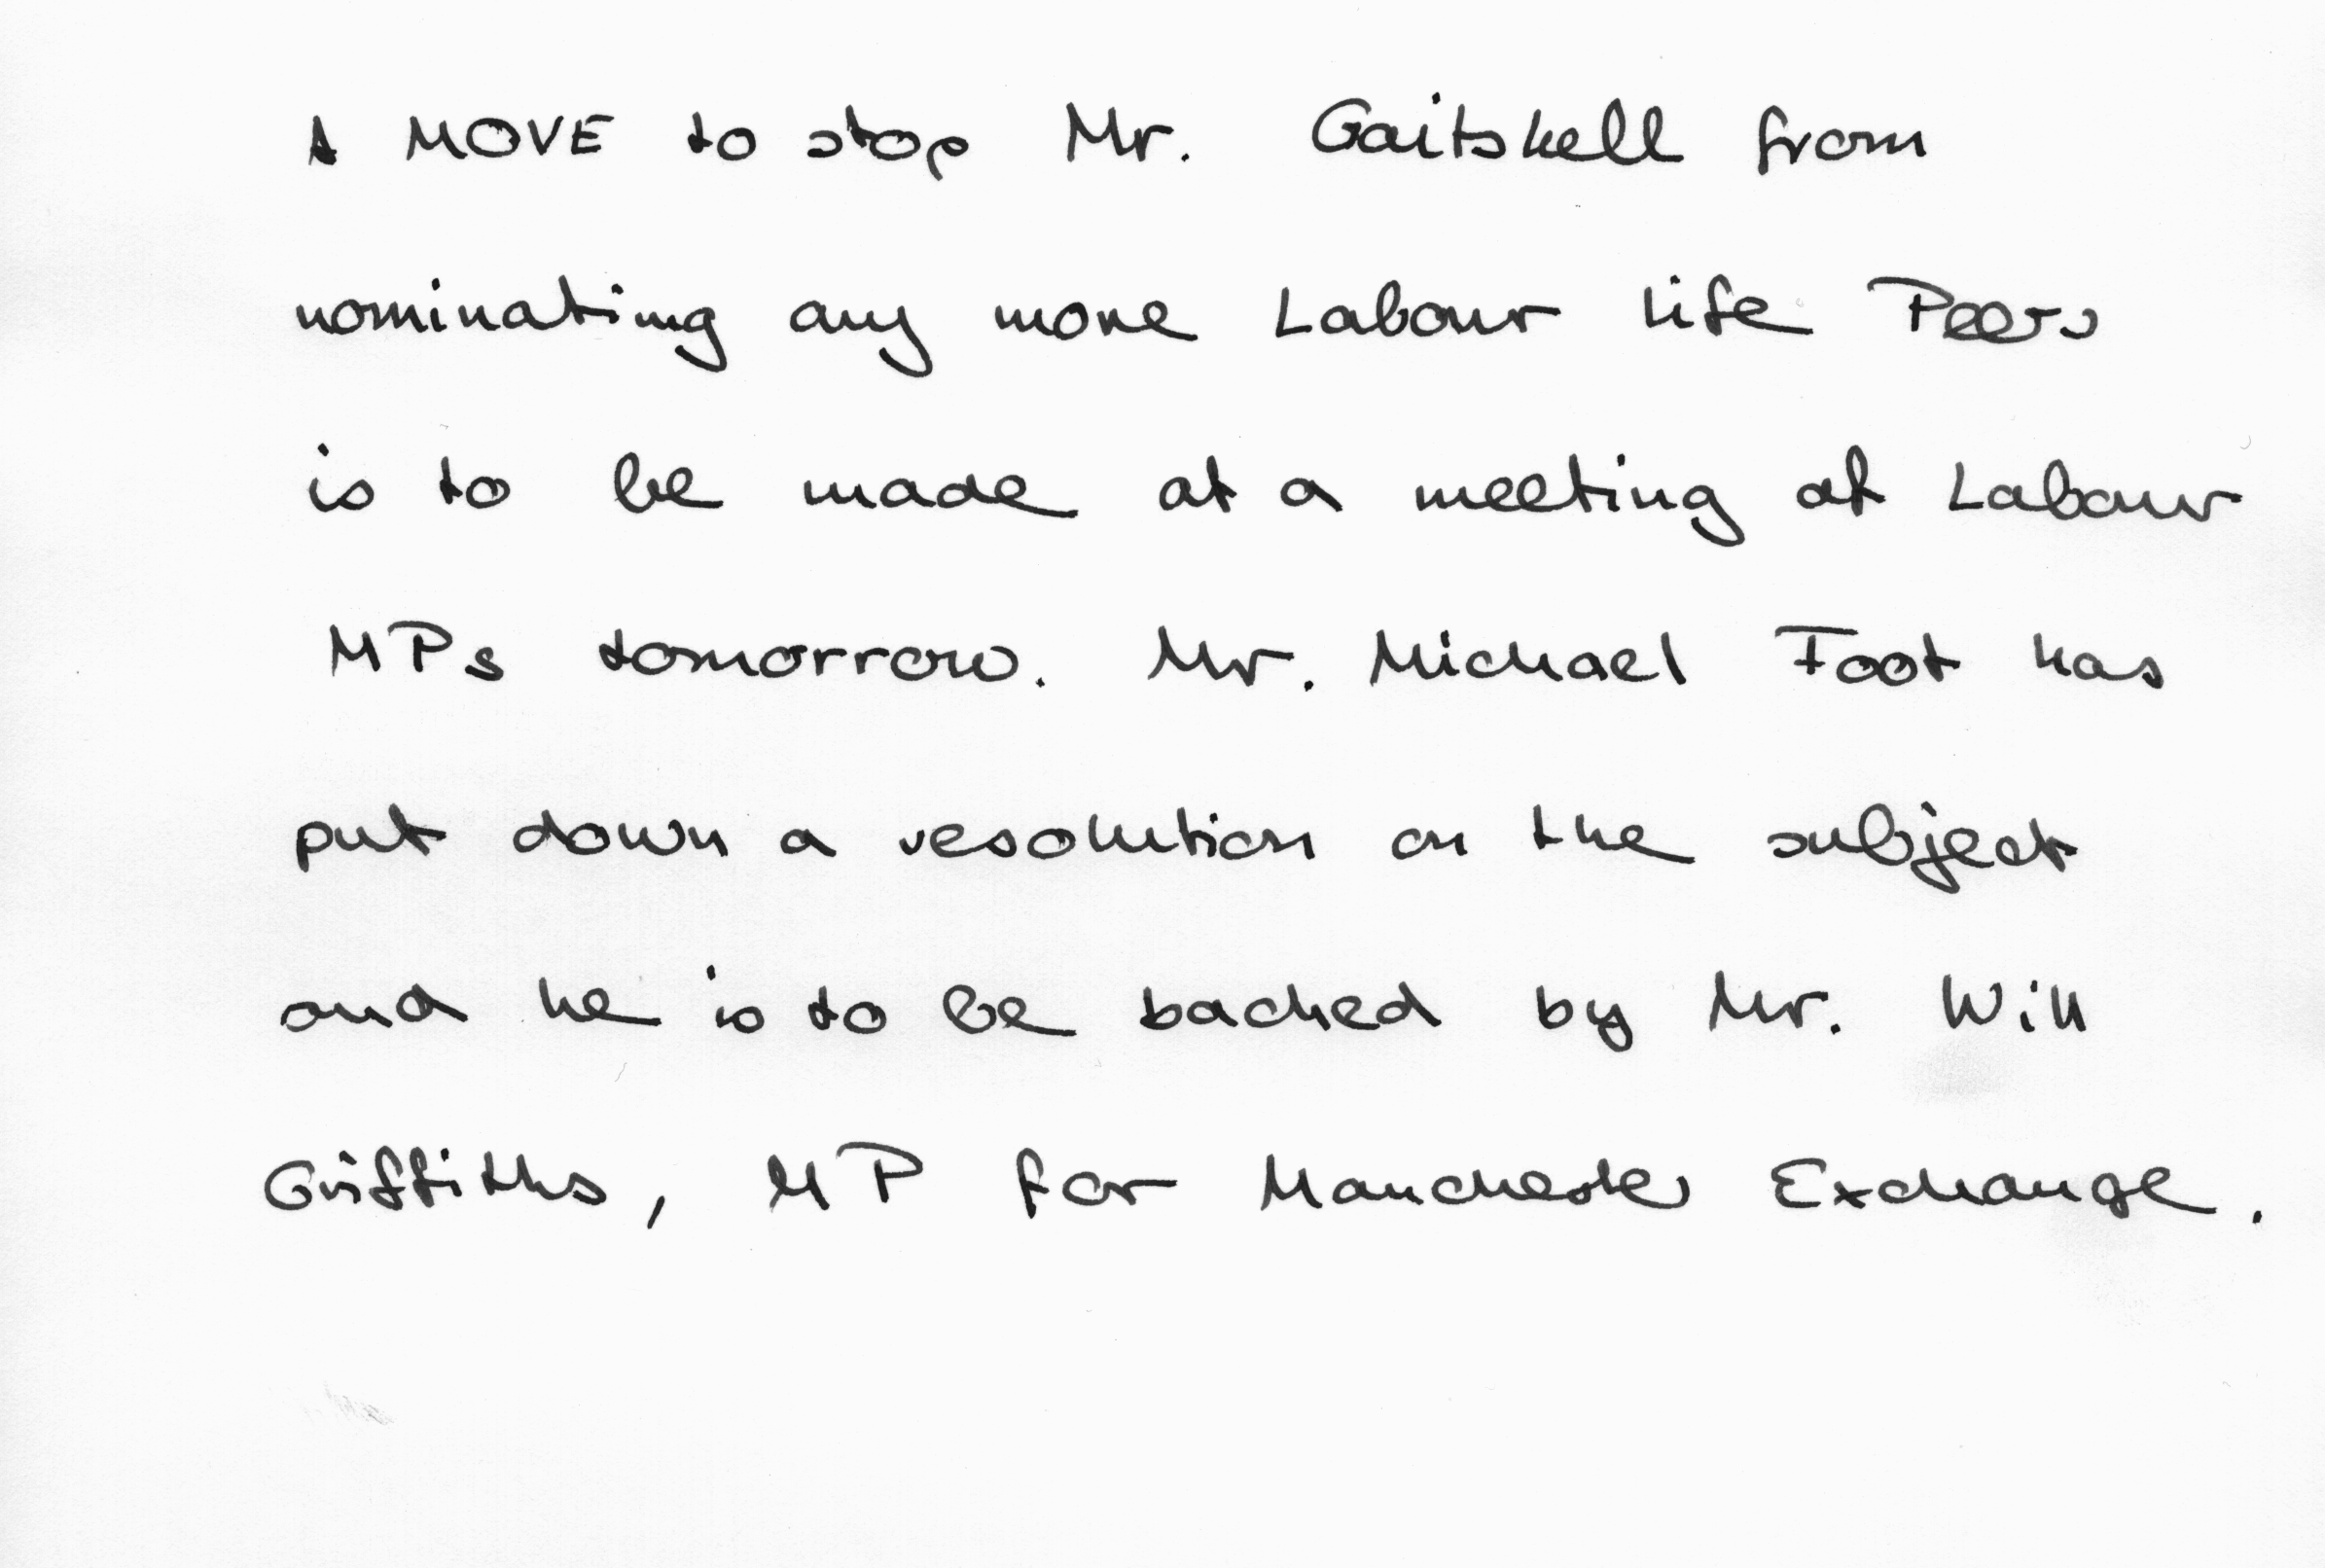 A MOVE to stop Mr. Gaitskell from
nominating any more Labour life Peers
is to be made at a meeting of Labour
MPs tomorrow. Mr. Michael Foot has
put down a resolution on the subject
and he is to be backed by Mr. Will
Griffiths, MP for Manchester Exchange.